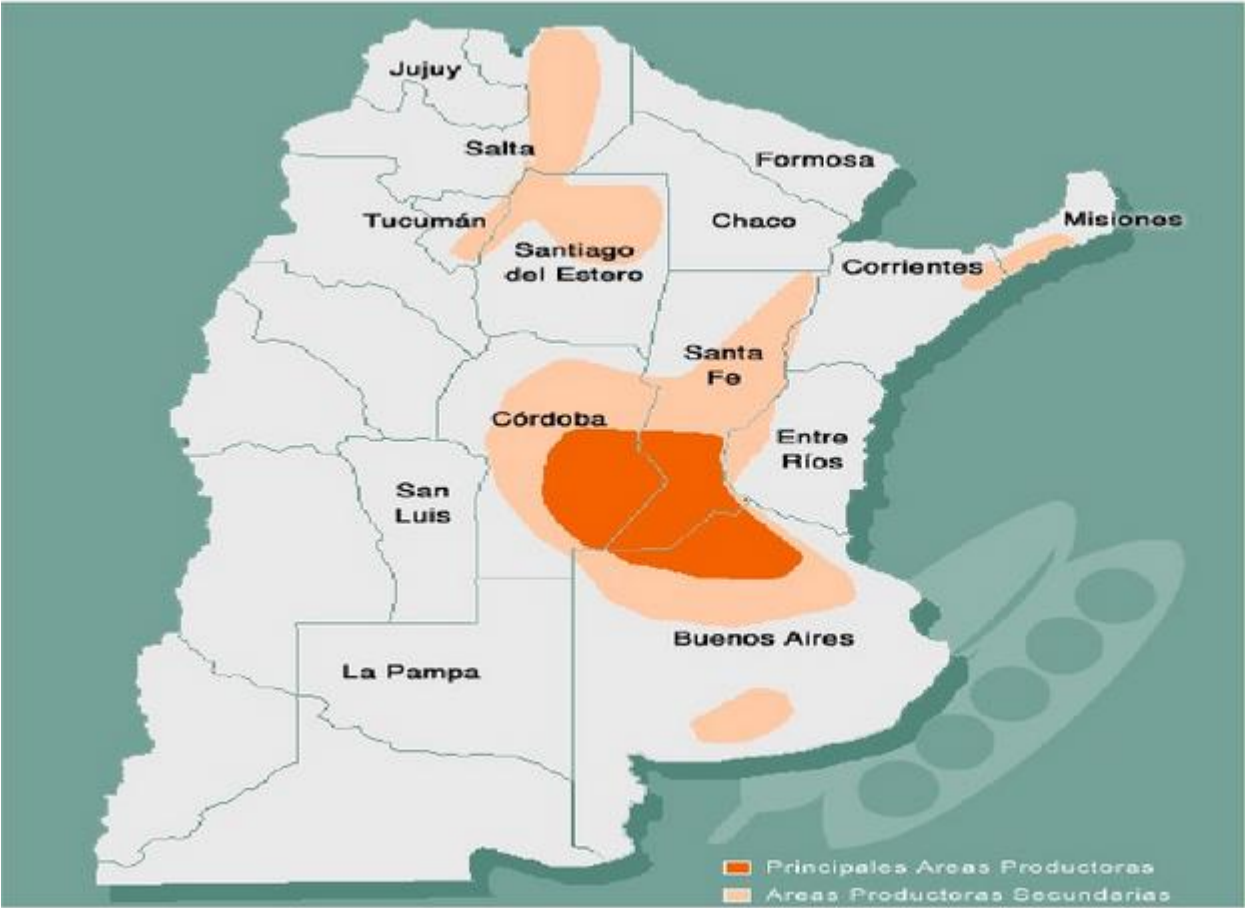 Jujuy
Salta
Formosa
Tucumán
Chaco
Misiones
Santiago
del Estero
Corrientes
Santa
Fe
Córdoba
Entre
Ríos
San
Luis
Buenos Aires
La Pampa
Principales Areas Productoras
Areas Productoras Secundarias